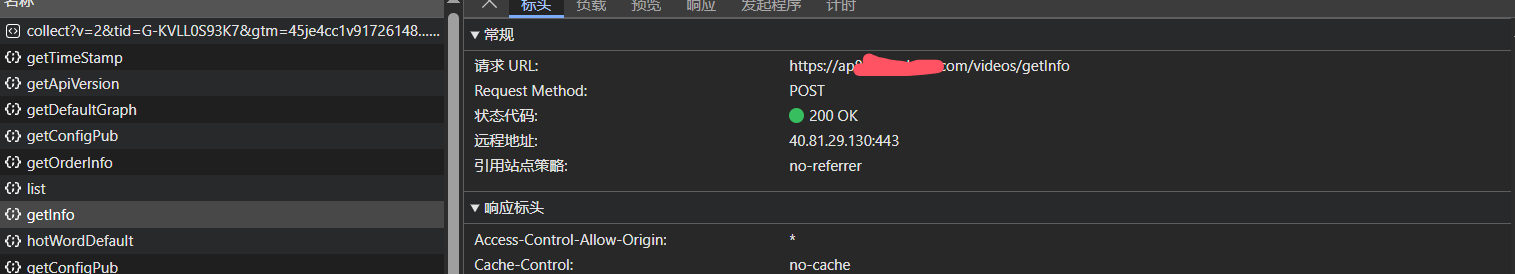 名称
collect?v=2&tid=G-KVLL0S93K7&gtm=45je4cc1v91726148......
getTimeStamp
getApiVersion
getDefaultGraph
getConfigPub
getOrderInfo
list
getInfo
hotWordDefault
getConfigPub
标头 负载 预览 响应 发起程序 计时
常规
请求 URL: https://ap com/videos/getInfo
Request Method: POST
状态代码: 200 OK
远程地址: 40.81.29.130:443
引用站点策略: no-referrer
响应标头
Access-Control-Allow-Origin: *
Cache-Control: no-cache